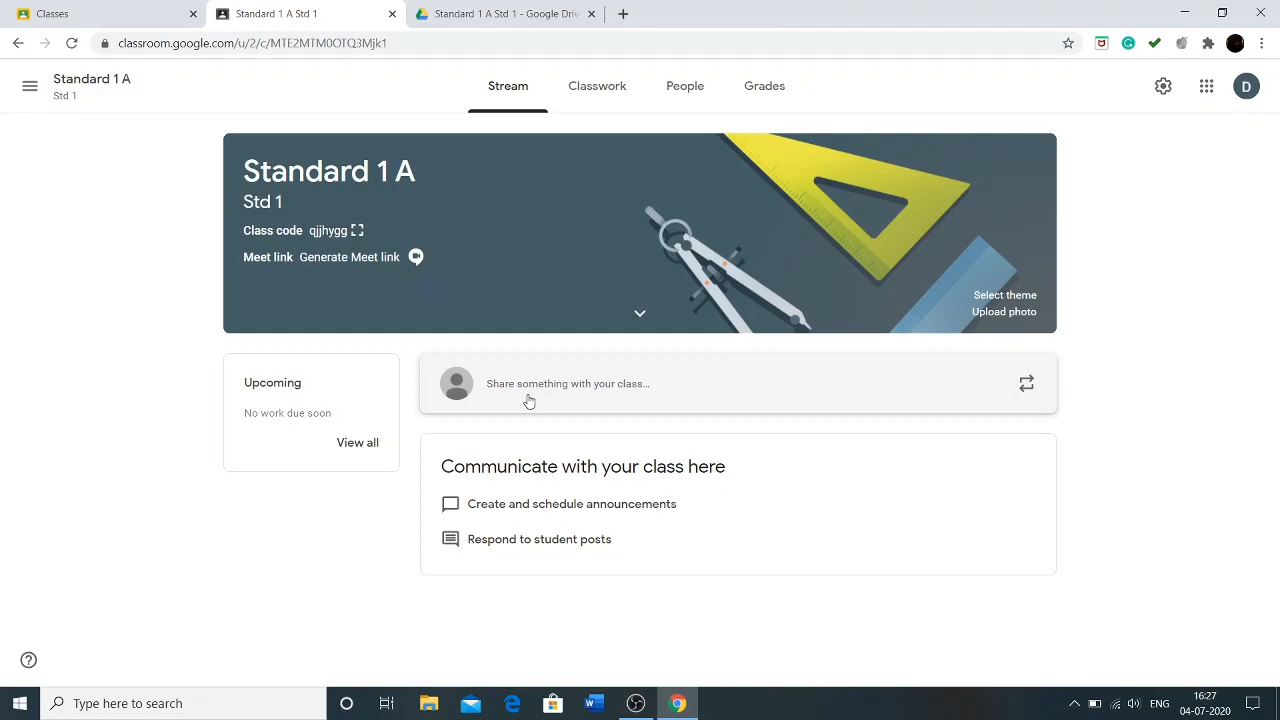 Classes
Standard 1 A Std 1
Standard 1 A Std 1 - Google Driv
classroom.google.com/u/2/c/MTE2MTM0OTQ3Mjk1
Standard 1 A
Std 1
Stream
Classwork
People
Grades
D
Standard 1 A
Std 1
Class code qjjhygg
Meet link Generate Meet link
Select theme
Upload photo
Upcoming
No work due soon
View all
Share something with your class...
Communicate with your class here
Create and schedule announcements
Respond to student posts
Type here to search
ENG
16:27
04-07-2020